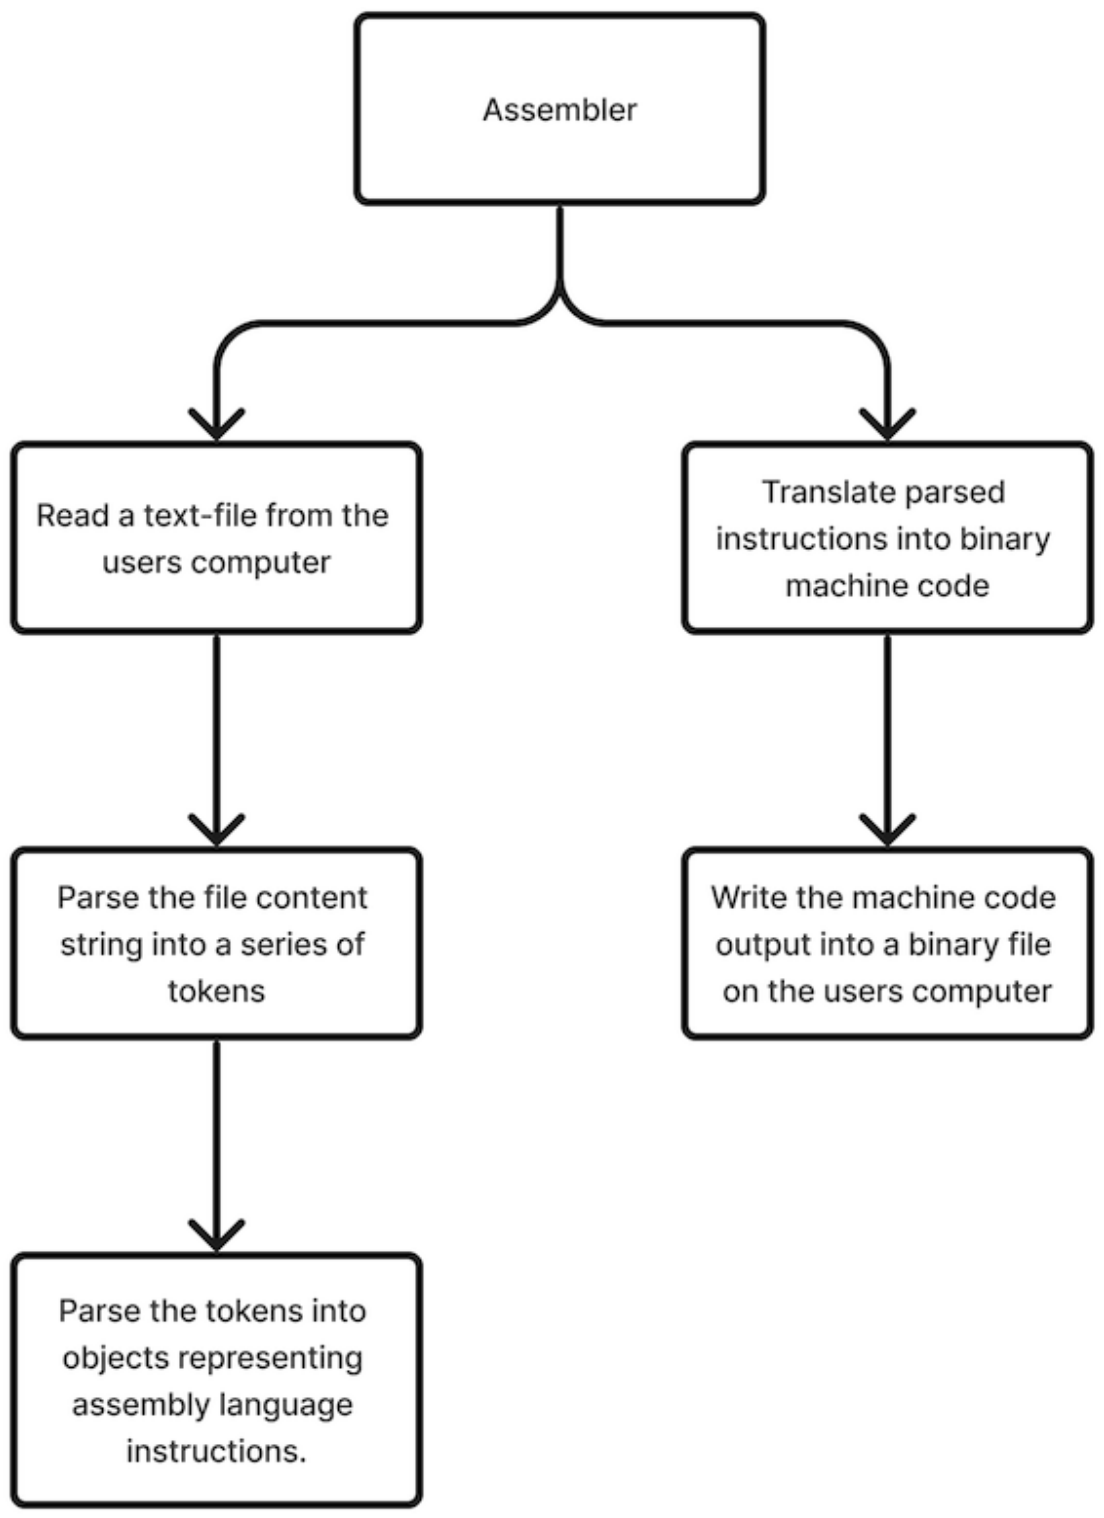 Assembler
Read a text-file from the
users computer
Translate parsed
instructions into binary
machine code
Parse the file content
string into a series of
tokens
Write the machine code
output into a binary file
on the users computer
Parse the tokens into
objects representing
assembly language
instructions.